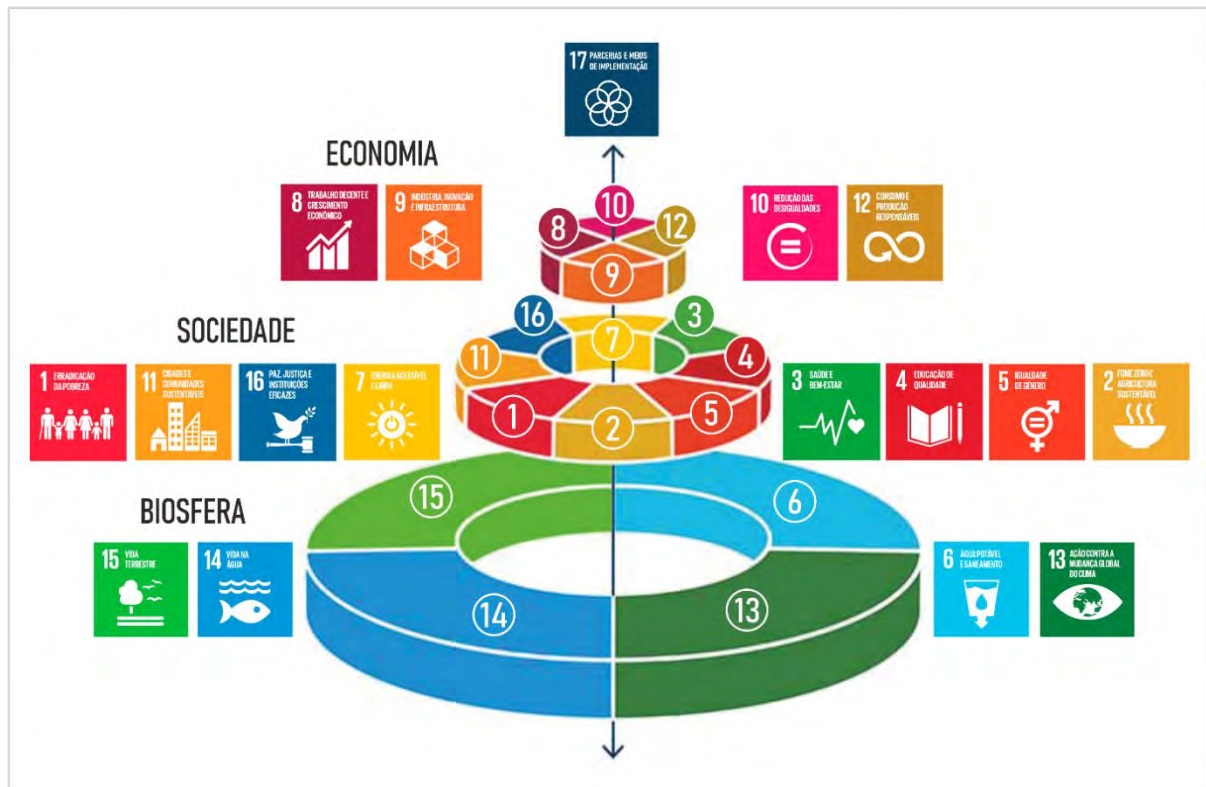 17 PARCERIAS E MEIOS
DE IMPLEMENTAÇÃO
ECONOMIA
8 TRABALHO DECENTE E
CRESCIMENTO
ECONÔMICO
9 INDÚSTRIA, INOVAÇÃO
E INFRAESTRUTURA
10 REDUÇÃO DAS
DESIGUALDADES
12 CONSUMO E
PRODUÇÃO
RESPONSÁVEIS
10
8
12
9
SOCIEDADE
1 ERRADICAÇÃO
DA POBREZA
11 CIDADES E
COMUNIDADES
SUSTENTÁVEIS
16 PAZ, JUSTIÇA E
INSTITUIÇÕES
EFICAZES
7 ENERGIA ACESSÍVEL
E LIMPA
16
7
3
11
4
1
2
5
3 SAÚDE E
BEM-ESTAR
4 EDUCAÇÃO DE
QUALIDADE
5 IGUALDADE
DE GÊNERO
2 FOME ZERO E
AGRICULTURA
SUSTENTÁVEL
BIOSFERA
15 VIDA
TERRESTRE
14 VIDA NA
ÁGUA
15
6
14
13
6 ÁGUA POTÁVEL
E SANEAMENTO
13 AÇÃO CONTRA A
MUDANÇA GLOBAL
DO CLIMA